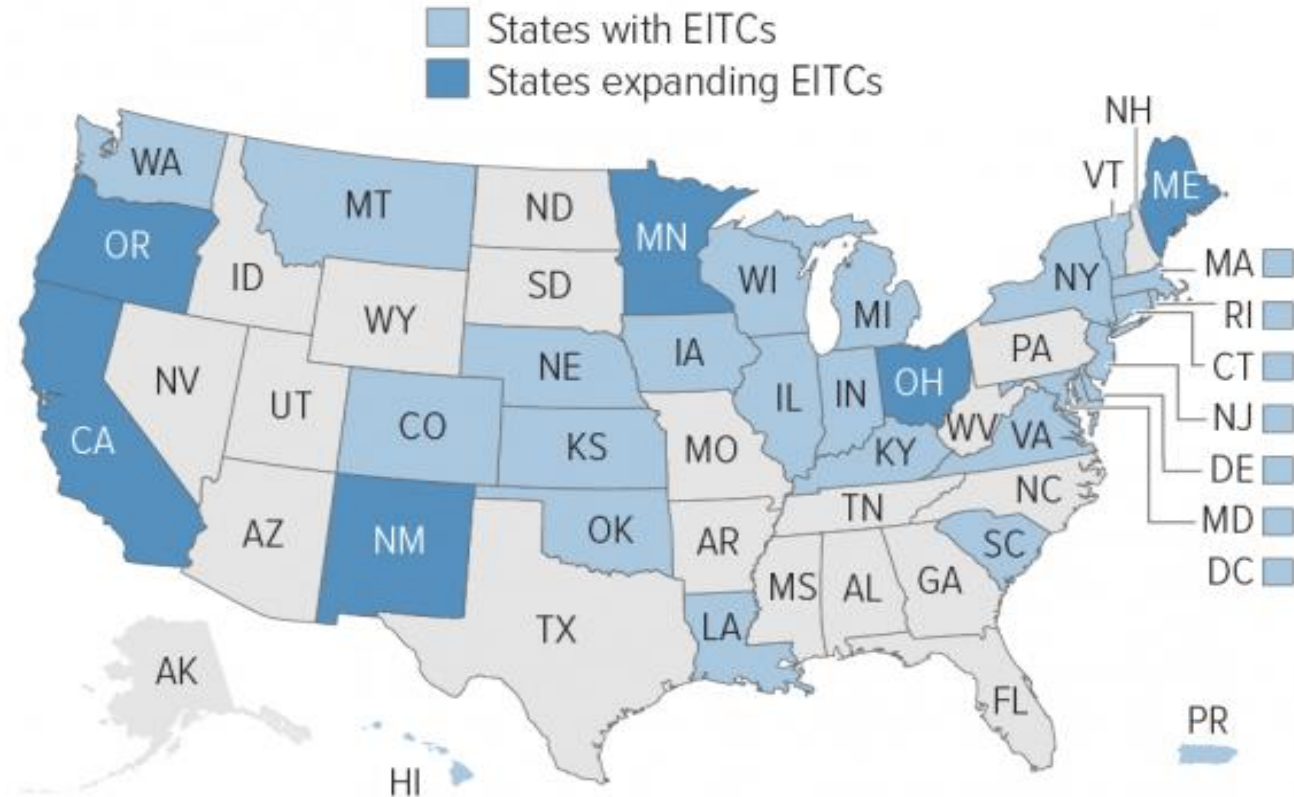 States with EITCs
States expanding EITCs
NH
VT
ME
WA
MT
ND
MN
OR
ID
SD
WI
NY
MA
WY
MI
RI
NV
NE
IA
PA
CT
UT
CO
IL
IN
OH
NJ
CA
KS
MO
KY
WV
VA
DE
AZ
NM
OK
AR
TN
NC
MD
SC
DC
MS
AL
GA
TX
LA
AK
FL
PR
HI